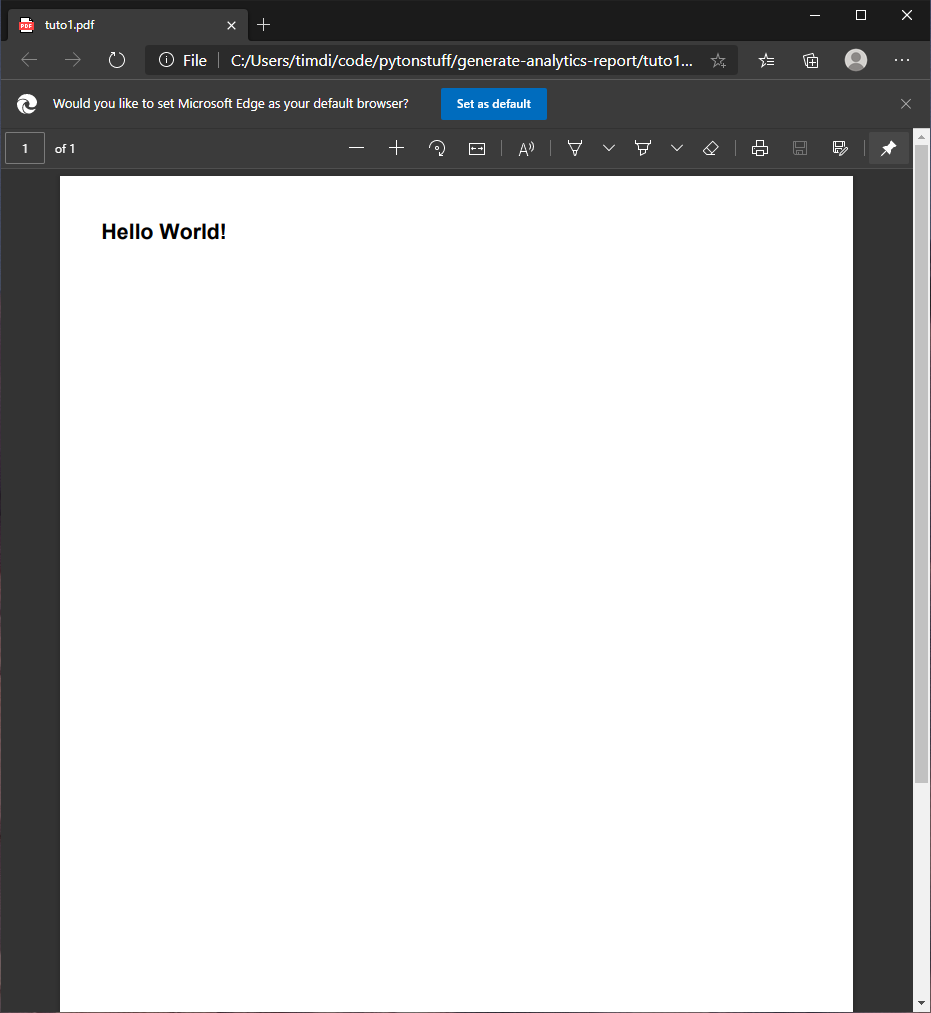 tuto1.pdf
File C:/Users/timdi/code/pytonstuff/generate-analytics-report/tuto1...
Would you like to set Microsoft Edge as your default browser? Set as default
1 of 1
Hello World!